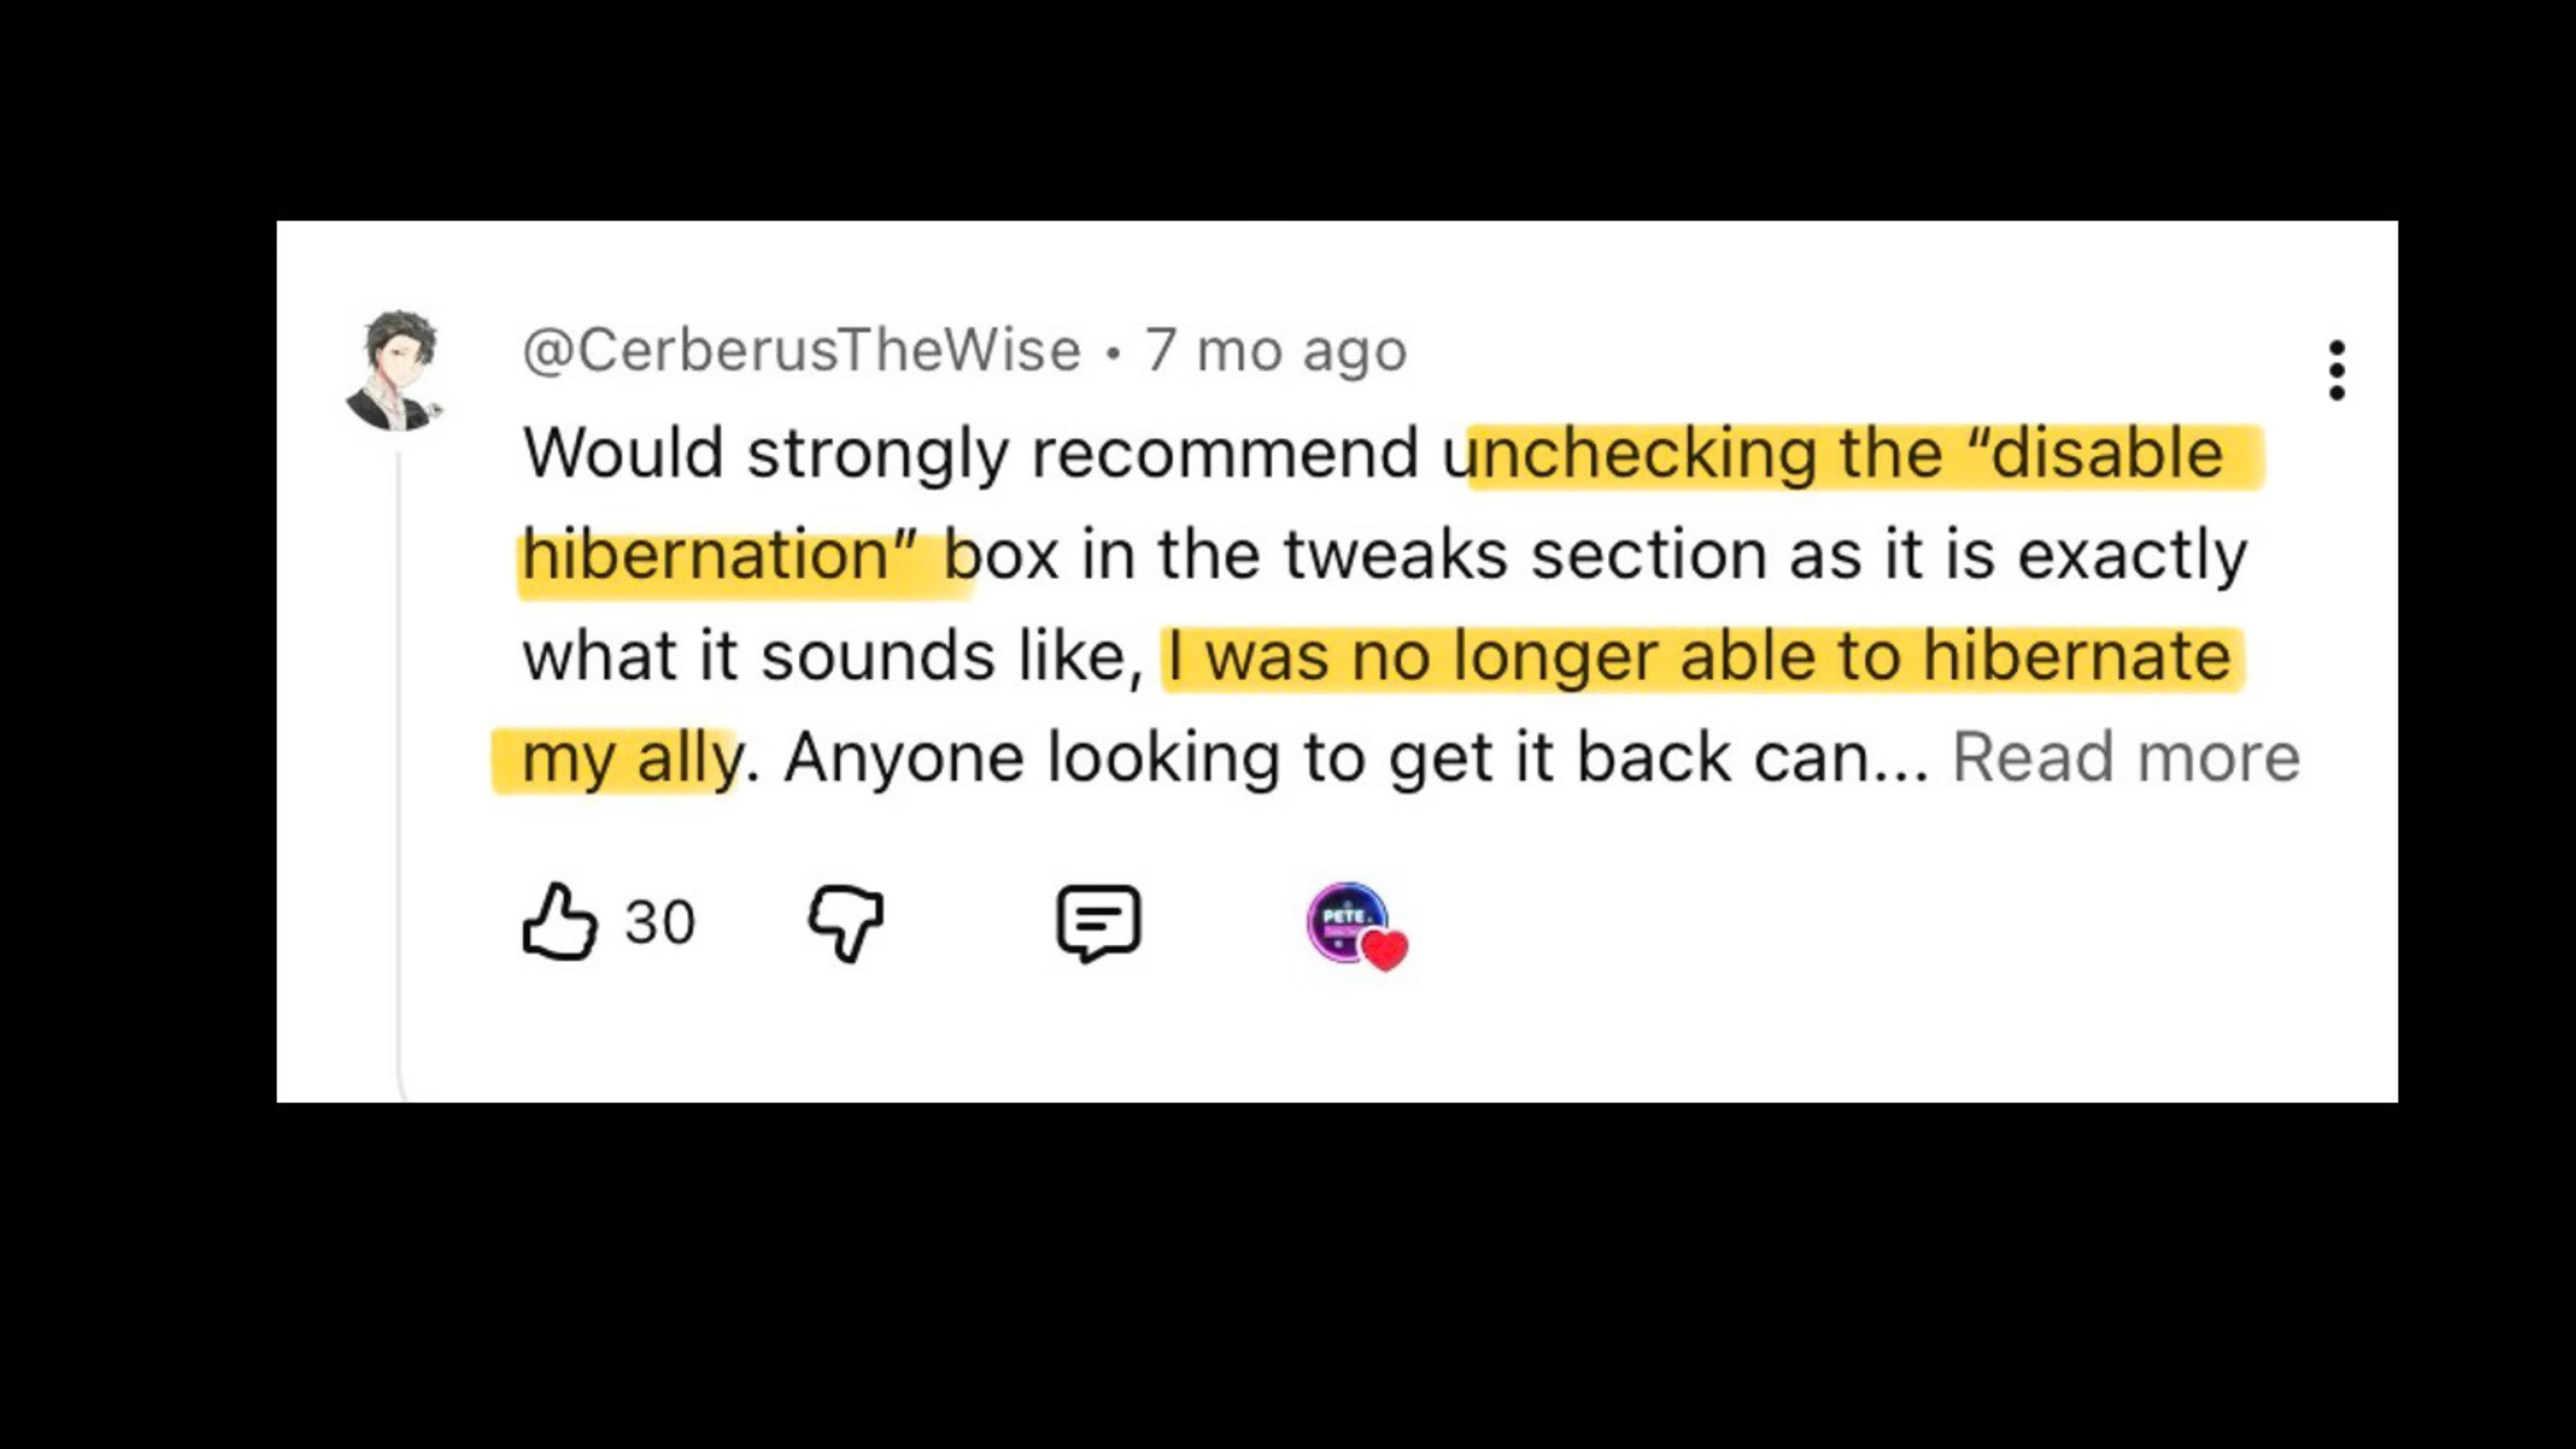 @CerberusTheWise • 7 mo ago
Would strongly recommend unchecking the “disable
hibernation” box in the tweaks section as it is exactly
what it sounds like, I was no longer able to hibernate
my ally. Anyone looking to get it back can... Read more
30
PETE